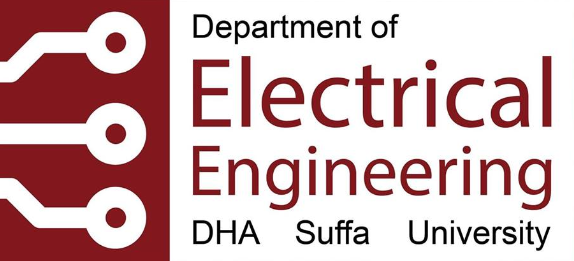 Department of
Electrical
Engineering
DHA Suffa University